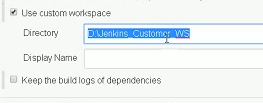 Use custom workspace
Directory D:\Jenkins_Customer_WS
Display Name
Keep the build logs of dependencies